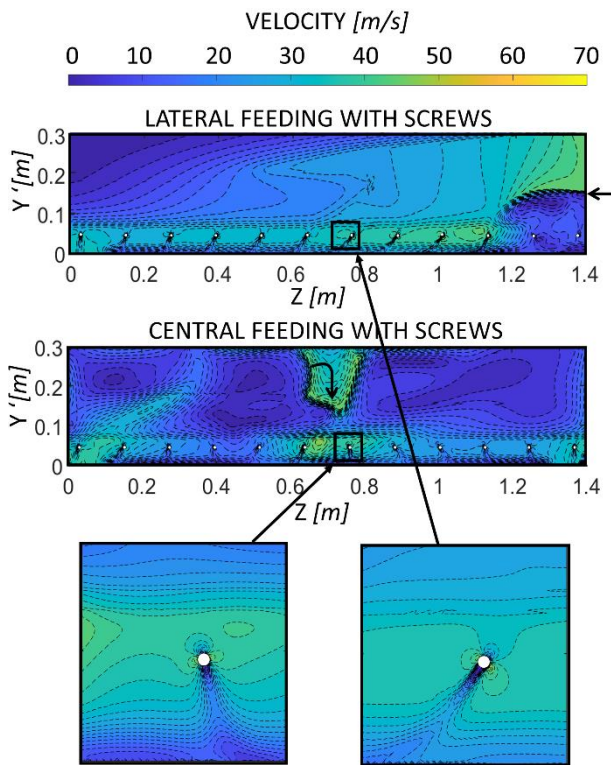 VELOCITY [m/s]
0 10 20 30 40 50 60 70
LATERAL FEEDING WITH SCREWS
0.3
0.2
0.1
0
Y' [m]
0 0.2 0.4 0.6 0.8 1 1.2 1.4
Z [m]
CENTRAL FEEDING WITH SCREWS
0.3
0.2
0.1
0
Y' [m]
0 0.2 0.4 0.6 0.8 1.0 1.2 1.4
Z [m]